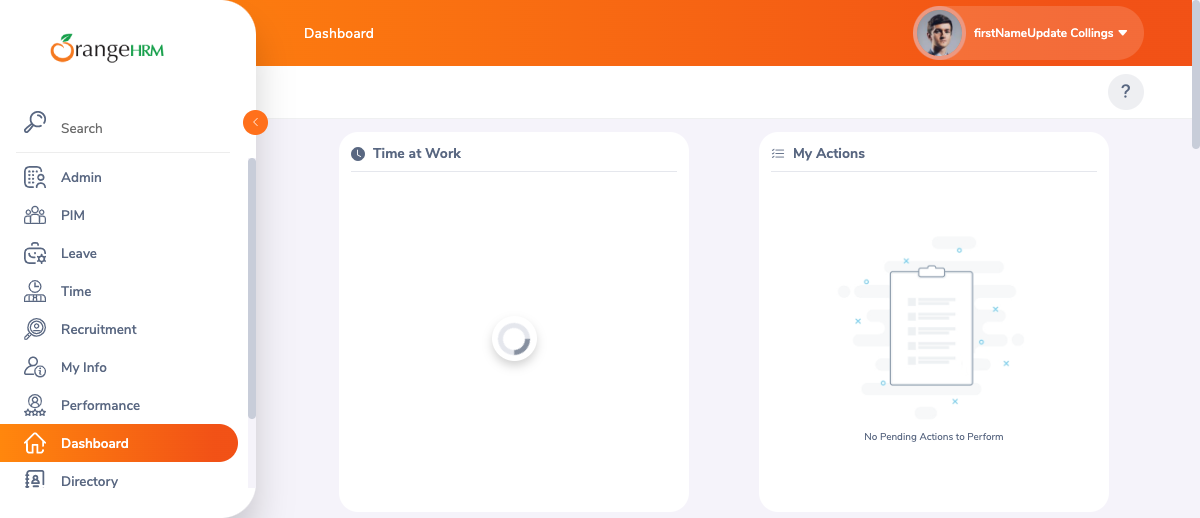 OrangeHRM
Dashboard
firstNameUpdate Collings
?
Search
Admin
PIM
Leave
Time
Recruitment
My Info
Performance
Dashboard
Directory
Time at Work
My Actions
No Pending Actions to Perform